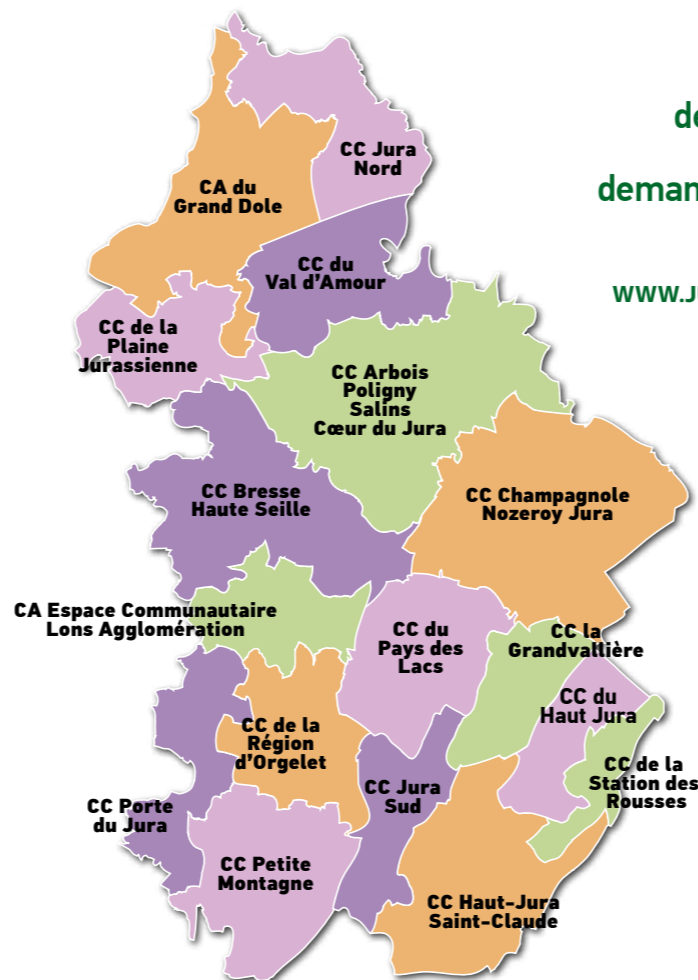 CC Jura
Nord
CA du
Grand Dole
CC du
Val d'Amour
CC de la
Plaine
Jurassienne
CC Arbois
Poligny
Salins
Cœur du Jura
CC Bresse
Haute Seille
CC Champagnole
Nozeroy Jura
CA Espace Communautaire
Lons Agglomération
CC du
Pays des
Lacs
CC la
Grandvallière
CC du
Haut Jura
CC de la
Région
d'Orgelet
CC de la
Station des
Rousses
CC Jura
Sud
CC Porte
du Jura
CC Petite
Montagne
CC Haut-Jura
Saint-Claude